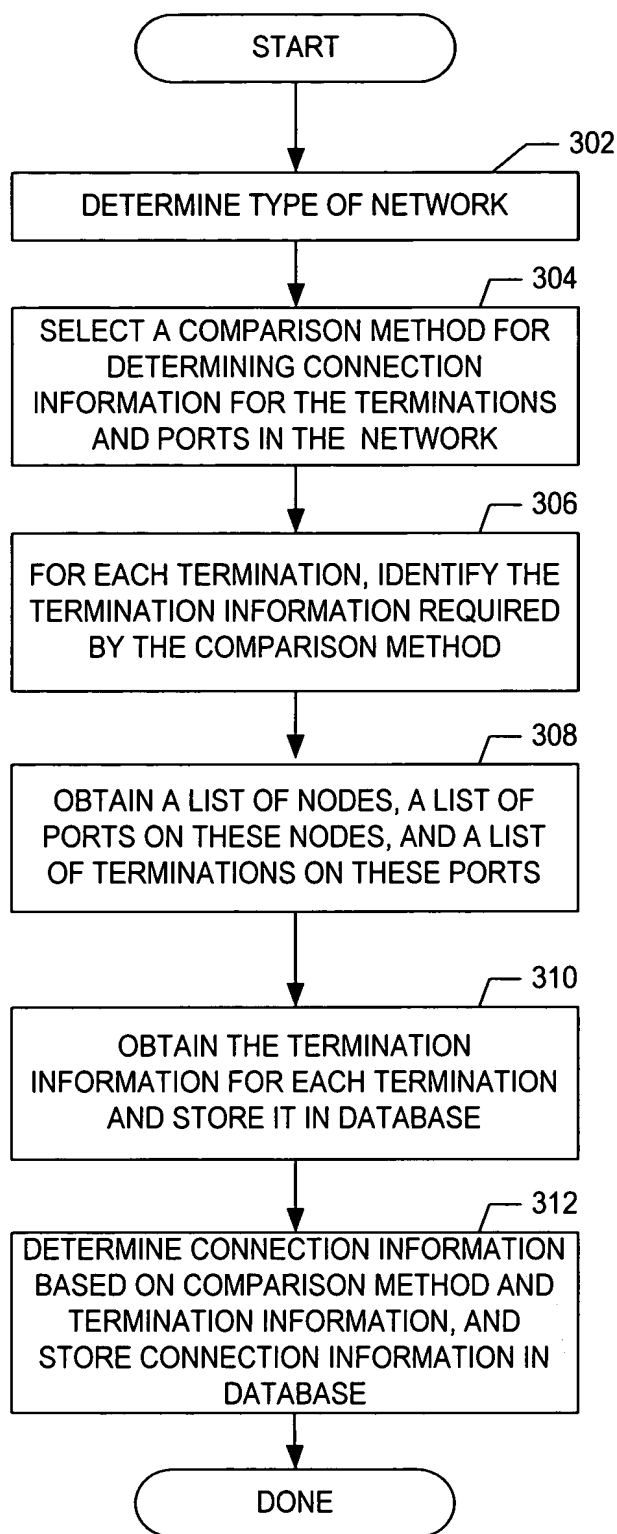 START
302
DETERMINE TYPE OF NETWORK
304
SELECT A COMPARISON METHOD FOR
DETERMINING CONNECTION
INFORMATION FOR THE TERMINATIONS
AND PORTS IN THE NETWORK
306
FOR EACH TERMINATION, IDENTIFY THE
TERMINATION INFORMATION REQUIRED
BY THE COMPARISON METHOD
308
OBTAIN A LIST OF NODES, A LIST OF
PORTS ON THESE NODES, AND A LIST
OF TERMINATIONS ON THESE PORTS
310
OBTAIN THE TERMINATION
INFORMATION FOR EACH TERMINATION
AND STORE IT IN DATABASE
312
DETERMINE CONNECTION INFORMATION
BASED ON COMPARISON METHOD AND
TERMINATION INFORMATION, AND
STORE CONNECTION INFORMATION IN
DATABASE
DONE